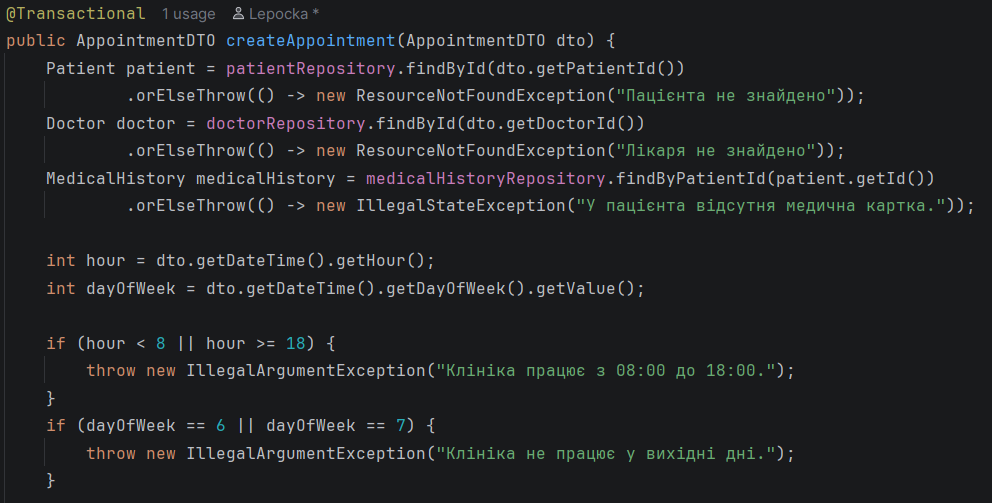 @Transactional 1 usage Lepocka *
public AppointmentDTO createAppointment(AppointmentDTO dto) {
    Patient patient = patientRepository.findById(dto.getPatientId())
            .orElseThrow(() -> new ResourceNotFoundException("Пацієнта не знайдено"));
    Doctor doctor = doctorRepository.findById(dto.getDoctorId())
            .orElseThrow(() -> new ResourceNotFoundException("Лікаря не знайдено"));
    MedicalHistory medicalHistory = medicalHistoryRepository.findByPatientId(patient.getId())
            .orElseThrow(() -> new IllegalStateException("У пацієнта відсутня медична картка."));
    int hour = dto.getDateTime().getHour();
    int dayOfWeek = dto.getDateTime().getDayOfWeek().getValue();
    if (hour < 8 || hour >= 18) {
        throw new IllegalArgumentException("Клініка працює з 08:00 до 18:00.");
    }
    if (dayOfWeek == 6 || dayOfWeek == 7) {
        throw new IllegalArgumentException("Клініка не працює у вихідні дні.");
    }